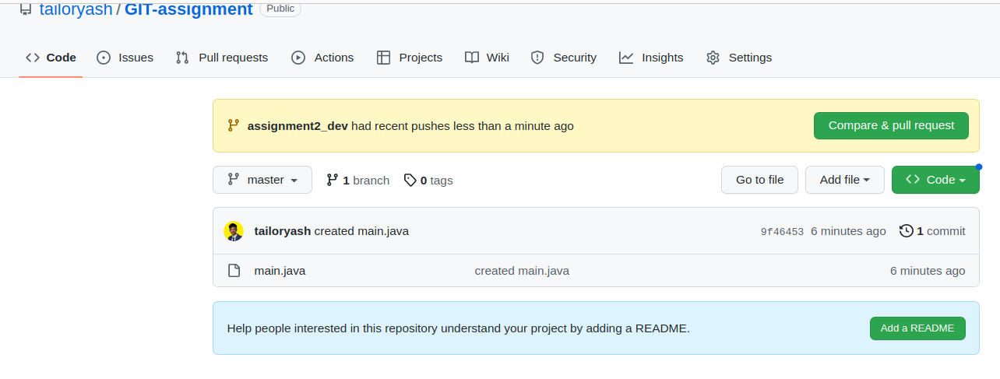 tailoryash / GIT-assignment Public
Code Issues Pull requests Actions Projects Wiki Security Insights Settings
assignment2_dev had recent pushes less than a minute ago Compare & pull request
master 1 branch 0 tags Go to file Add file Code
tailoryash created main.java 9f46453 6 minutes ago 1 commit
main.java created main.java 6 minutes ago
Help people interested in this repository understand your project by adding a README. Add a README